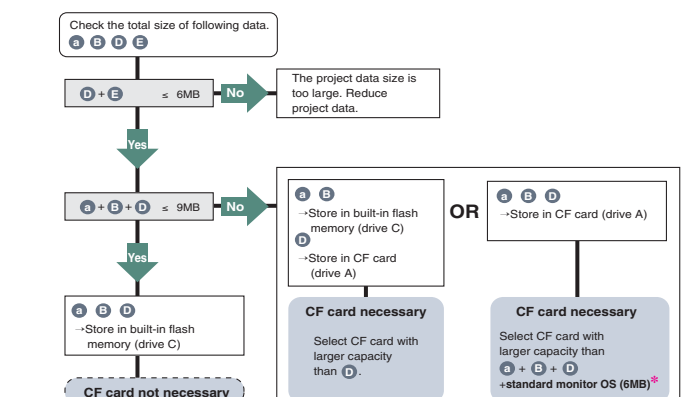 Check the total size of following data.
a B D E
D + E ≤ 6MB
No
The project data size is
too large. Reduce
project data.
Yes
a + B + D ≤ 9MB
No
a B
→Store in built-in flash
memory (drive C)
D
→Store in CF card
(drive A)
OR
a B D
→Store in CF card (drive A)
Yes
a B D
→Store in built-in flash
memory (drive C)
CF card necessary
Select CF card with
larger capacity
than D.
CF card necessary
Select CF card with
larger capacity than
a + B + D
+standard monitor OS (6MB)*
CF card not necessary